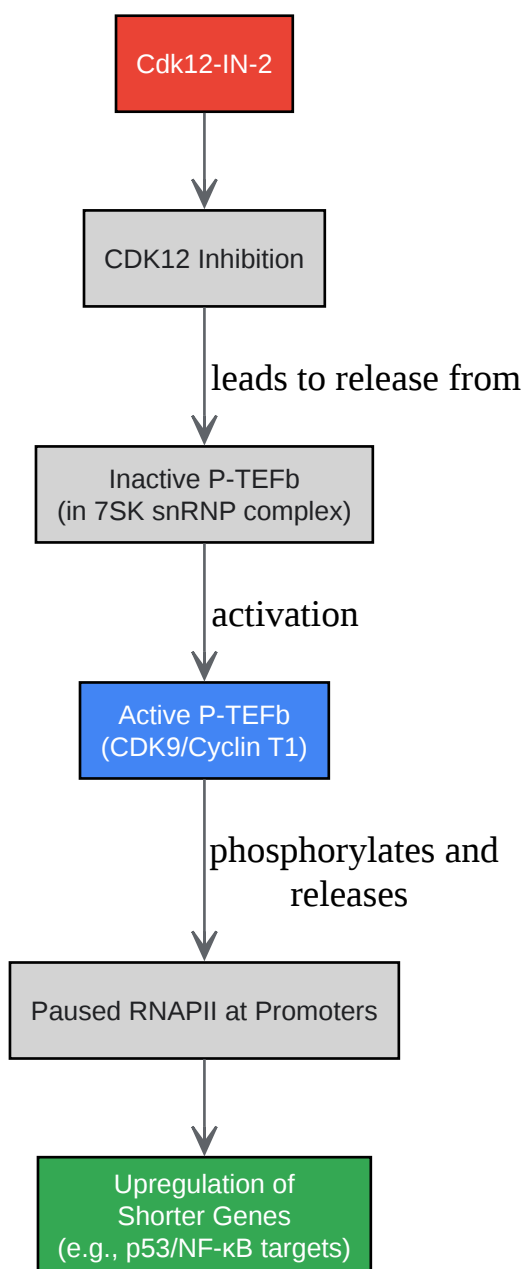 Cdk12-IN-2
CDK12 Inhibition
leads to release from
Inactive P-TEFb
(in 7SK snRNP complex)
activation
Active P-TEFb
(CDK9/Cyclin T1)
phosphorylates and
releases
Paused RNAPII at Promoters
Upregulation of
Shorter Genes
(e.g., p53/NF-κB targets)